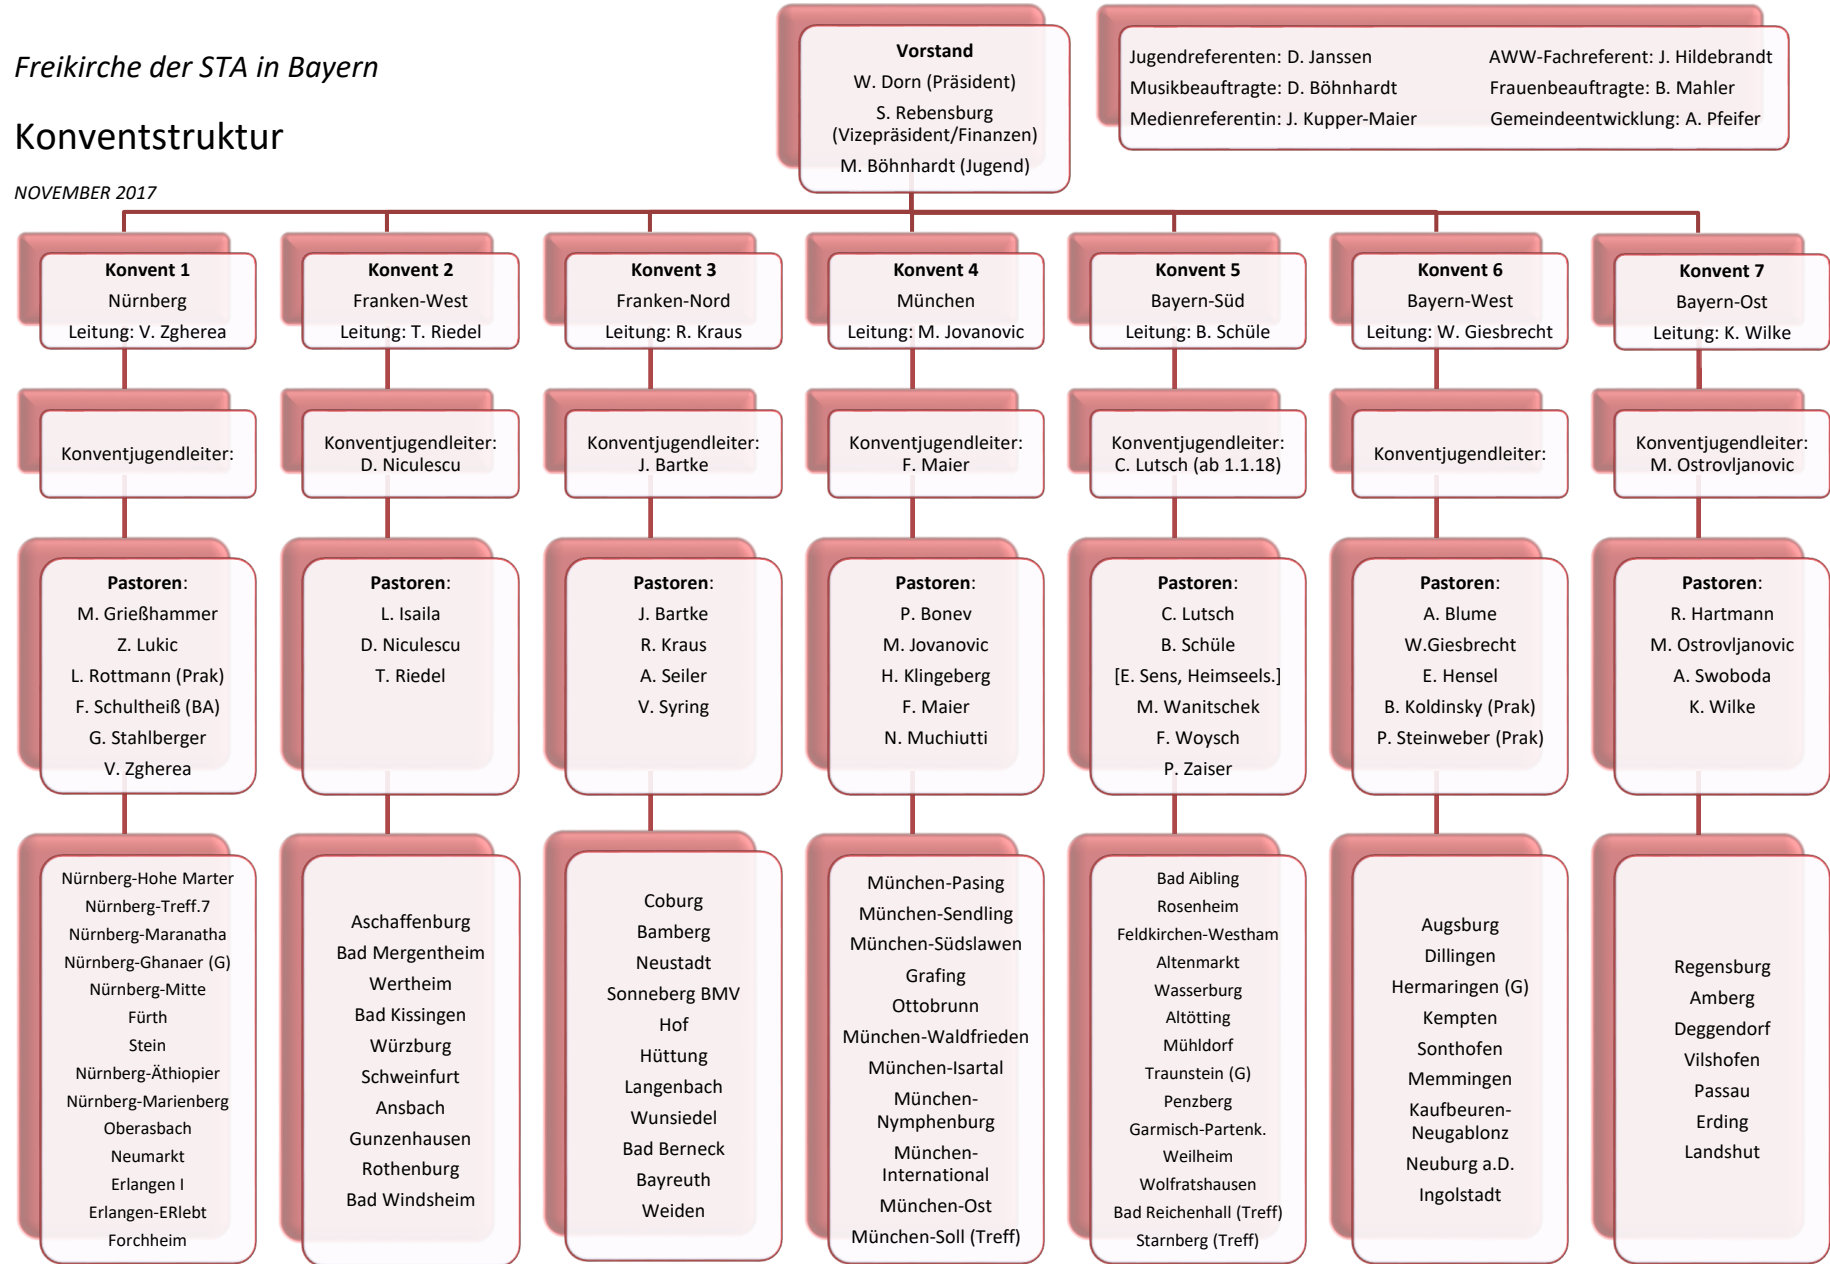 Freikirche der STA in Bayern
Konventstruktur
NOVEMBER 2017
Vorstand
W. Dorn (Präsident)
S. Rebensburg
(Vizepräsident/Finanzen)
M. Böhnhardt (Jugend)
Jugendreferenten: D. Janssen
Musikbeauftragte: D. Böhnhardt
Medienreferentin: J. Kupper-Maier
AWW-Fachreferent: J. Hildebrandt
Frauenbeauftragte: B. Mahler
Gemeindeentwicklung: A. Pfeifer
Konvent 1
Nürnberg
Leitung: V. Zgherea
Konventjugendleiter:
Pastoren:
M. Grießhammer
Z. Lukic
L. Rottmann (Prak)
F. Schultheiß (BA)
G. Stahlberger
V. Zgherea
Nürnberg-Hohe Marter
Nürnberg-Treff.7
Nürnberg-Maranatha
Nürnberg-Ghanaer (G)
Nürnberg-Mitte
Fürth
Stein
Nürnberg-Äthiopier
Nürnberg-Marienberg
Oberasbach
Neumarkt
Erlangen I
Erlangen-ERlebt
Forchheim
Konvent 2
Franken-West
Leitung: T. Riedel
Konventjugendleiter:
D. Niculescu
Pastoren:
L. Isaila
D. Niculescu
T. Riedel
Aschaffenburg
Bad Mergentheim
Wertheim
Bad Kissingen
Würzburg
Schweinfurt
Ansbach
Gunzenhausen
Rothenburg
Bad Windsheim
Konvent 3
Franken-Nord
Leitung: R. Kraus
Konventjugendleiter:
J. Bartke
Pastoren:
J. Bartke
R. Kraus
A. Seiler
V. Syring
Coburg
Bamberg
Neustadt
Sonneberg BMV
Hof
Hüttung
Langenbach
Wunsiedel
Bad Berneck
Bayreuth
Weiden
Konvent 4
München
Leitung: M. Jovanovic
Konventjugendleiter:
F. Maier
Pastoren:
P. Bonev
M. Jovanovic
H. Klingeberg
F. Maier
N. Muchiutti
München-Pasing
München-Sendling
München-Südslawen
Grafing
Ottobrunn
München-Waldfrieden
München-Isartal
München-
Nymphenburg
München-
International
München-Ost
München-Soll (Treff)
Konvent 5
Bayern-Süd
Leitung: B. Schüle
Konventjugendleiter:
C. Lutsch (ab 1.1.18)
Pastoren:
C. Lutsch
B. Schüle
[E. Sens, Heimseels.]
M. Wanitschek
F. Woysch
P. Zaiser
Bad Aibling
Rosenheim
Feldkirchen-Westham
Altenmarkt
Wasserburg
Altötting
Mühldorf
Traunstein (G)
Penzberg
Garmisch-Partenk.
Weilheim
Wolfratshausen
Bad Reichenhall (Treff)
Starnberg (Treff)
Konvent 6
Bayern-West
Leitung: W. Giesbrecht
Konventjugendleiter:
Pastoren:
A. Blume
W.Giesbrecht
E. Hensel
B. Koldinsky (Prak)
P. Steinweber (Prak)
Augsburg
Dillingen
Hermaringen (G)
Kempten
Sonthofen
Memmingen
Kaufbeuren-
Neugablonz
Neuburg a.D.
Ingolstadt
Konvent 7
Bayern-Ost
Leitung: K. Wilke
Konventjugendleiter:
M. Ostrovljanovic
Pastoren:
R. Hartmann
M. Ostrovljanovic
A. Swoboda
K. Wilke
Regensburg
Amberg
Deggendorf
Vilshofen
Passau
Erding
Landshut